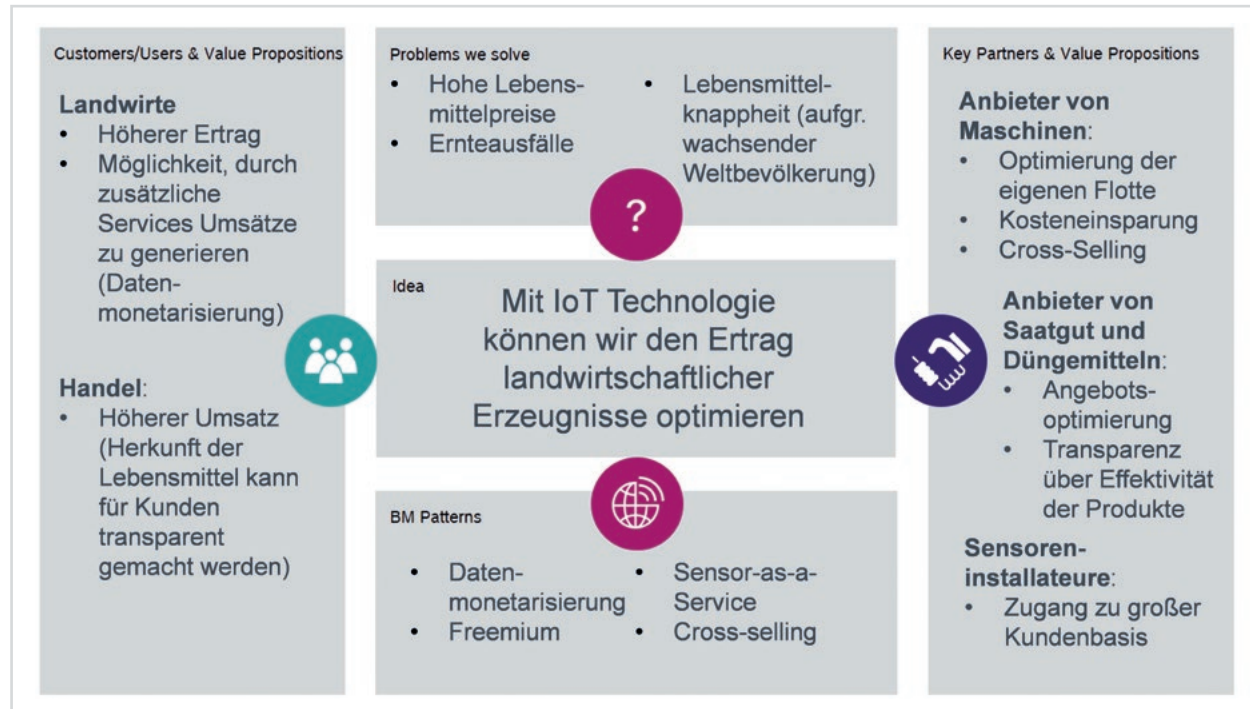 Customers/Users & Value Propositions
Landwirte
• Höherer Ertrag
• Möglichkeit, durch
zusätzliche
Services Umsätze
zu generieren
(Daten-
monetarisierung)
Handel:
• Höherer Umsatz
(Herkunft der
Lebensmittel kann
für Kunden
transparent
gemacht werden)
Problems we solve
• Hohe Lebens-
mittelpreise
• Ernteausfälle
• Lebensmittel-
knappheit (aufgr.
wachsender
Weltbevölkerung)
?
Idea
Mit IoT Technologie
können wir den Ertrag
landwirtschaftlicher
Erzeugnisse optimieren
BM Patterns
• Daten-
monetarisierung
• Freemium
• Sensor-as-a-
Service
• Cross-selling
Key Partners & Value Propositions
Anbieter von
Maschinen:
• Optimierung der
eigenen Flotte
• Kosteneinsparung
• Cross-Selling
Anbieter von
Saatgut und
Düngemitteln:
• Angebots-
optimierung
• Transparenz
über Effektivität
der Produkte
Sensoren-
installateure:
• Zugang zu großer
Kundenbasis